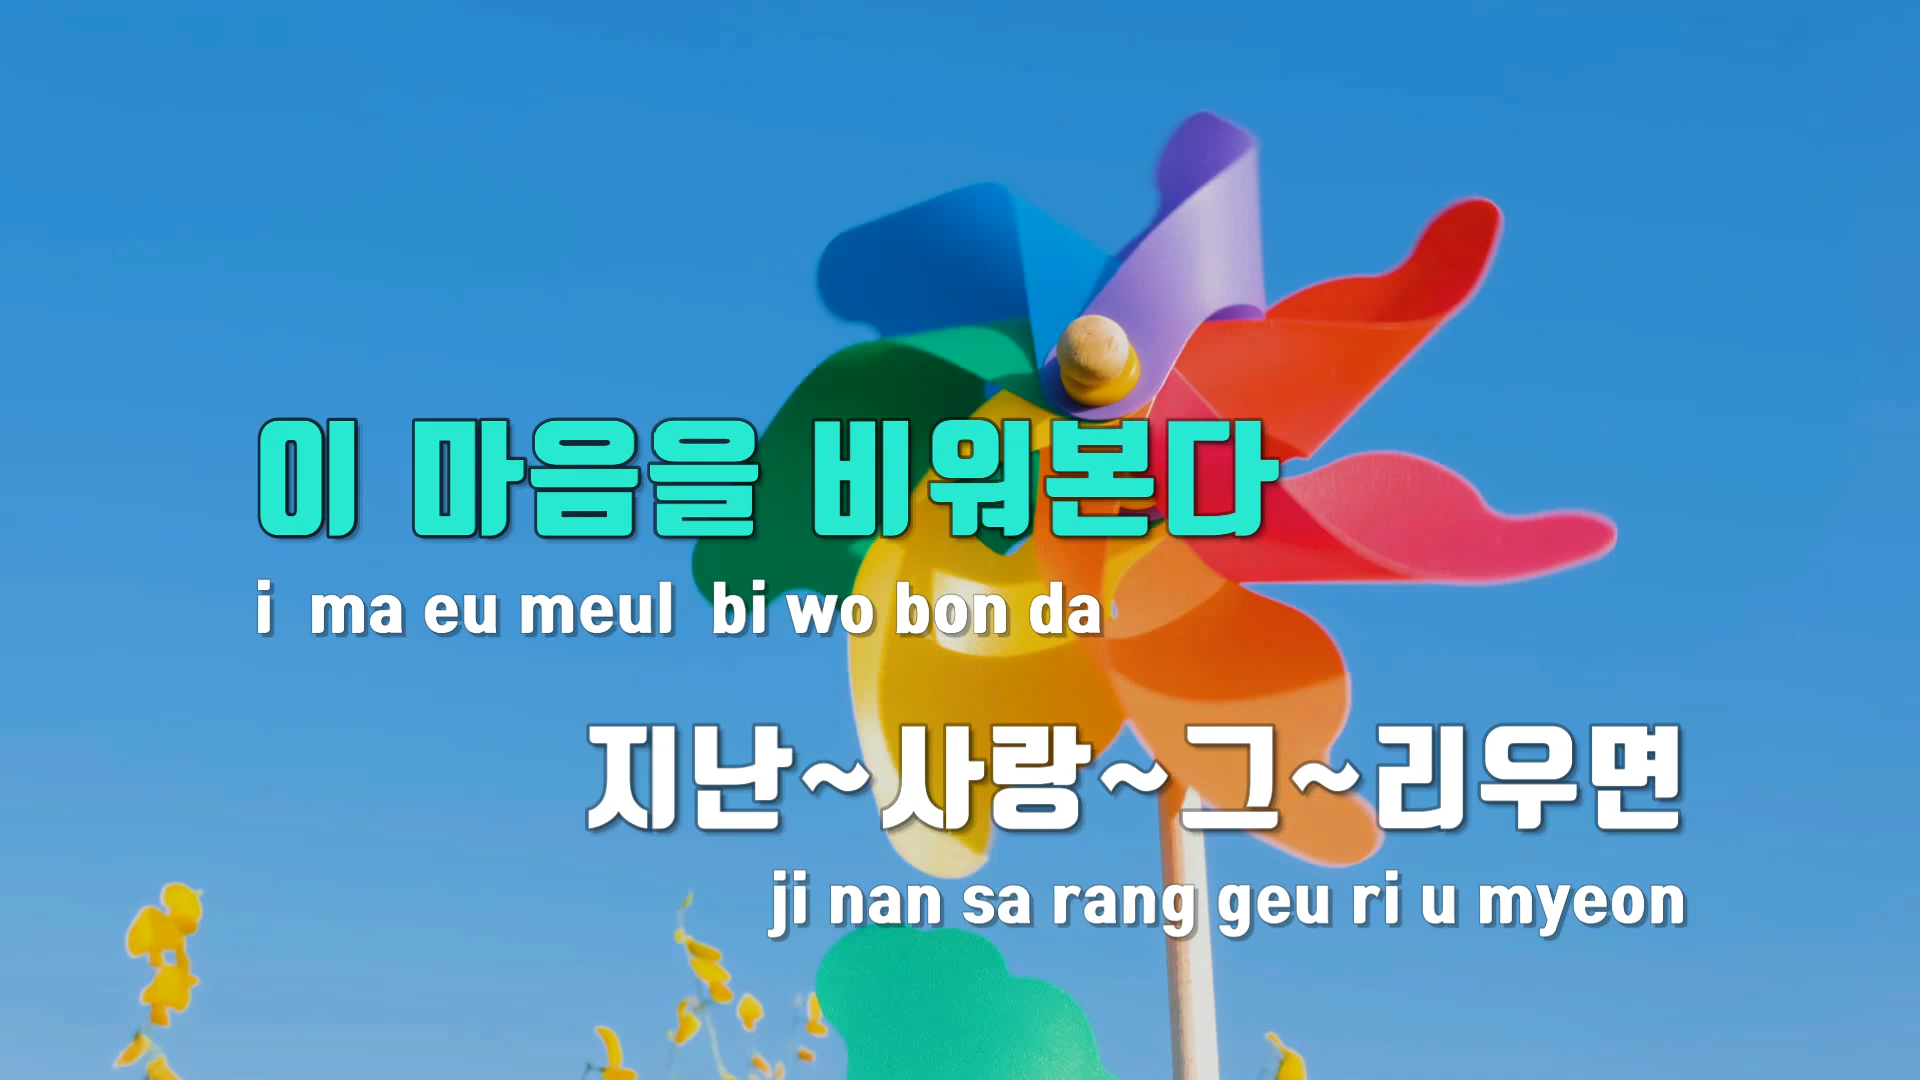 이 마음을 비워본다
i ma eu meul bi wo bon da
지난~사랑~그~리우면
ji nan sa rang geu ri u myeon